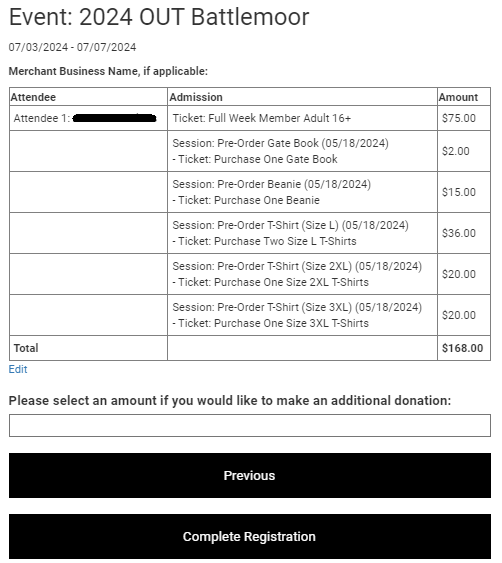 Event: 2024 OUT Battlemoor
07/03/2024 - 07/07/2024
Merchant Business Name, if applicable:
Attendee Admission Amount
Attendee 1: Ticket: Full Week Member Adult 16+ $75.00
Session: Pre-Order Gate Book (05/18/2024)
- Ticket: Purchase One Gate Book $2.00
Session: Pre-Order Beanie (05/18/2024)
- Ticket: Purchase One Beanie $15.00
Session: Pre-Order T-Shirt (Size L) (05/18/2024)
- Ticket: Purchase Two Size L T-Shirts $36.00
Session: Pre-Order T-Shirt (Size 2XL) (05/18/2024)
- Ticket: Purchase One Size 2XL T-Shirts $20.00
Session: Pre-Order T-Shirt (Size 3XL) (05/18/2024)
- Ticket: Purchase One Size 3XL T-Shirts $20.00
Total $168.00
Edit
Please select an amount if you would like to make an additional donation:
Previous
Complete Registration